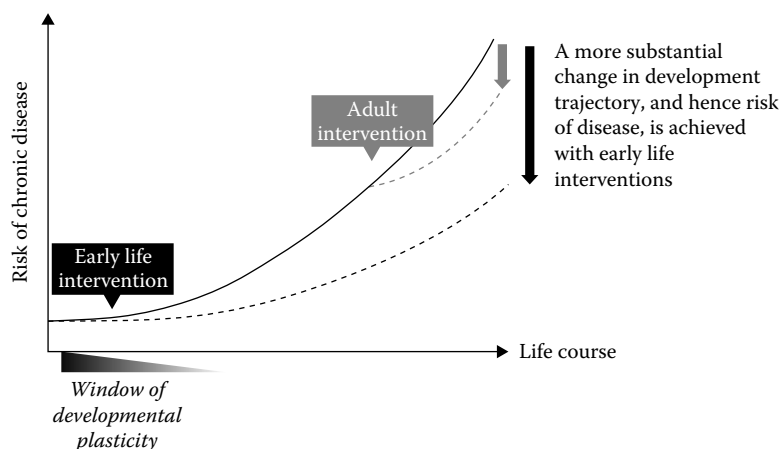 A more substantial
change in development
trajectory, and hence risk
of disease, is achieved
with early life
interventions
Adult
intervention
Risk of chronic disease
Early life
intervention
Life course
Window of
developmental
plasticity